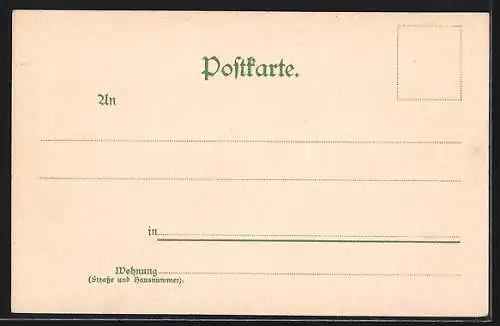 Postkarte.
An
in
Wohnung
(Straße und Hausnummer).